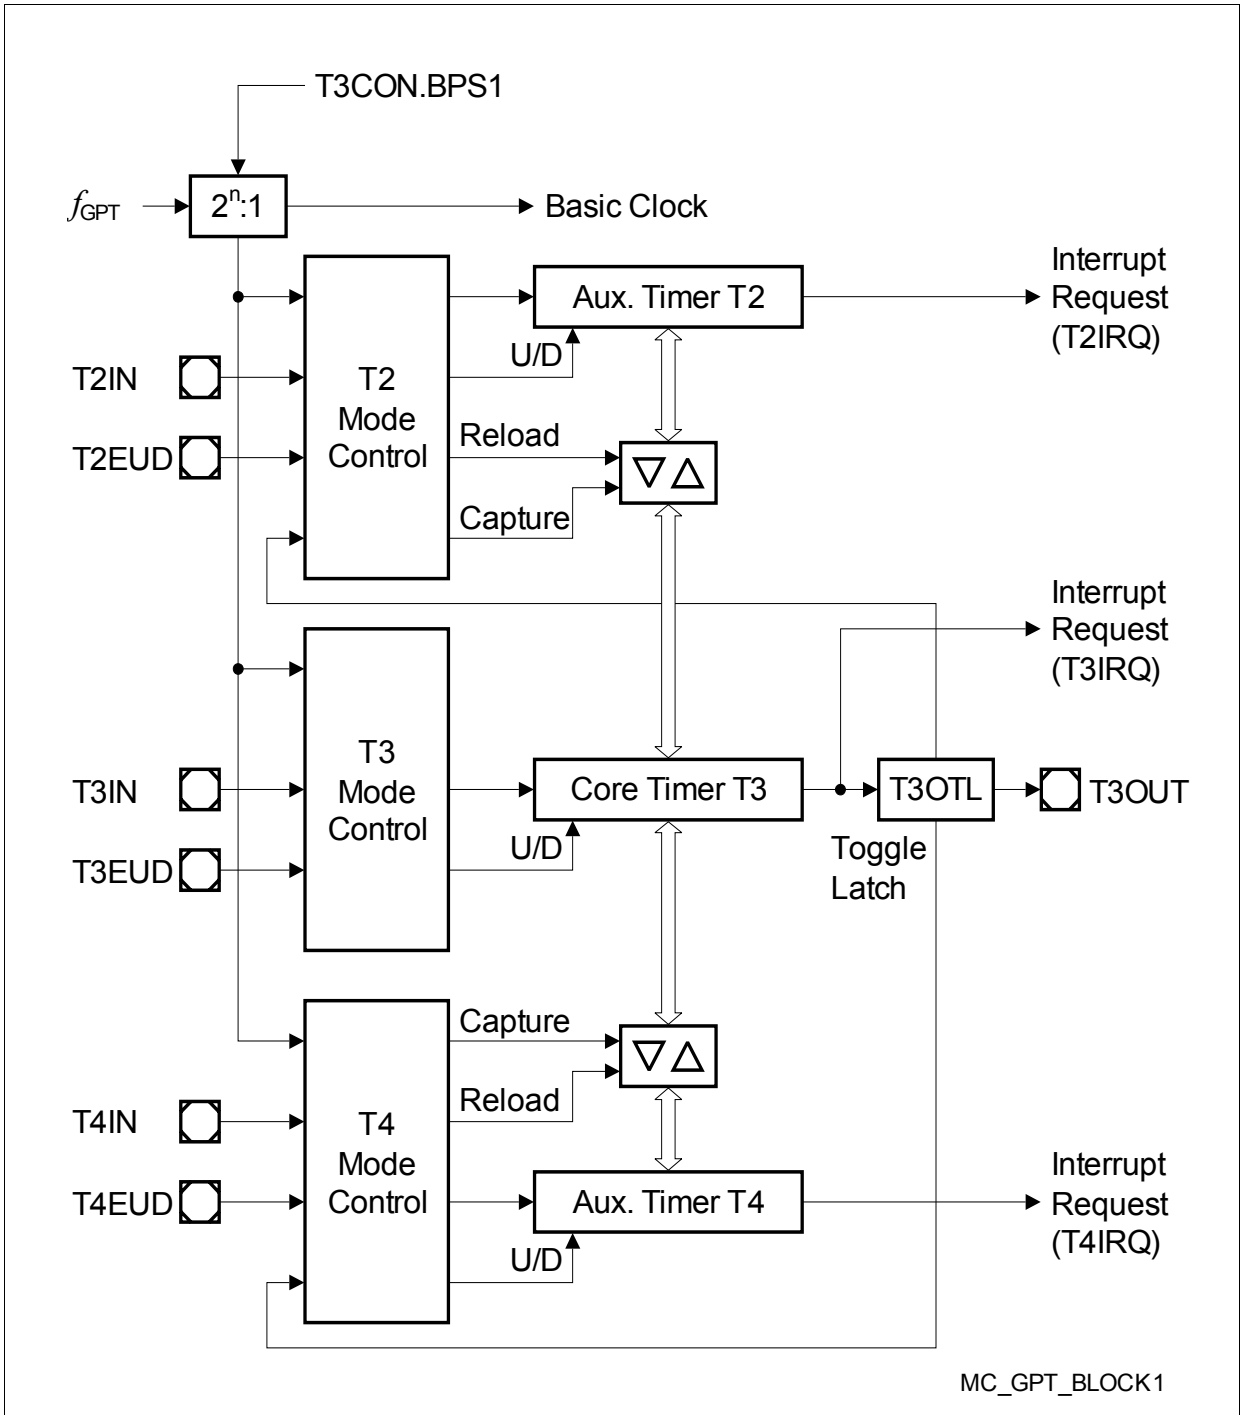 T3CON.BPS1
fGPT
2ⁿ:1
Basic Clock
Interrupt
Request
(T2IRQ)
Aux. Timer T2
U/D
T2IN
T2
Mode
Control
T2EUD
Reload
Capture
Interrupt
Request
(T3IRQ)
T3IN
T3
Mode
Control
Core Timer T3
T3OTL
T3OUT
U/D
Toggle
Latch
T3EUD
Capture
Reload
T4IN
T4
Mode
Control
T4EUD
Aux. Timer T4
U/D
Interrupt
Request
(T4IRQ)
MC_GPT_BLOCK1